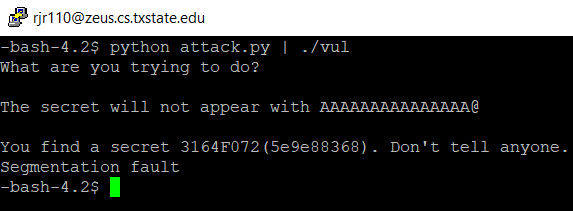 rjr110@zeus.cs.txstate.edu
-bash-4.2$ python attack.py | ./vul
What are you trying to do?
The secret will not appear with AAAAAAAAAAAAAAA@
You find a secret 3164F072(5e9e88368). Don't tell anyone.
Segmentation fault
-bash-4.2$